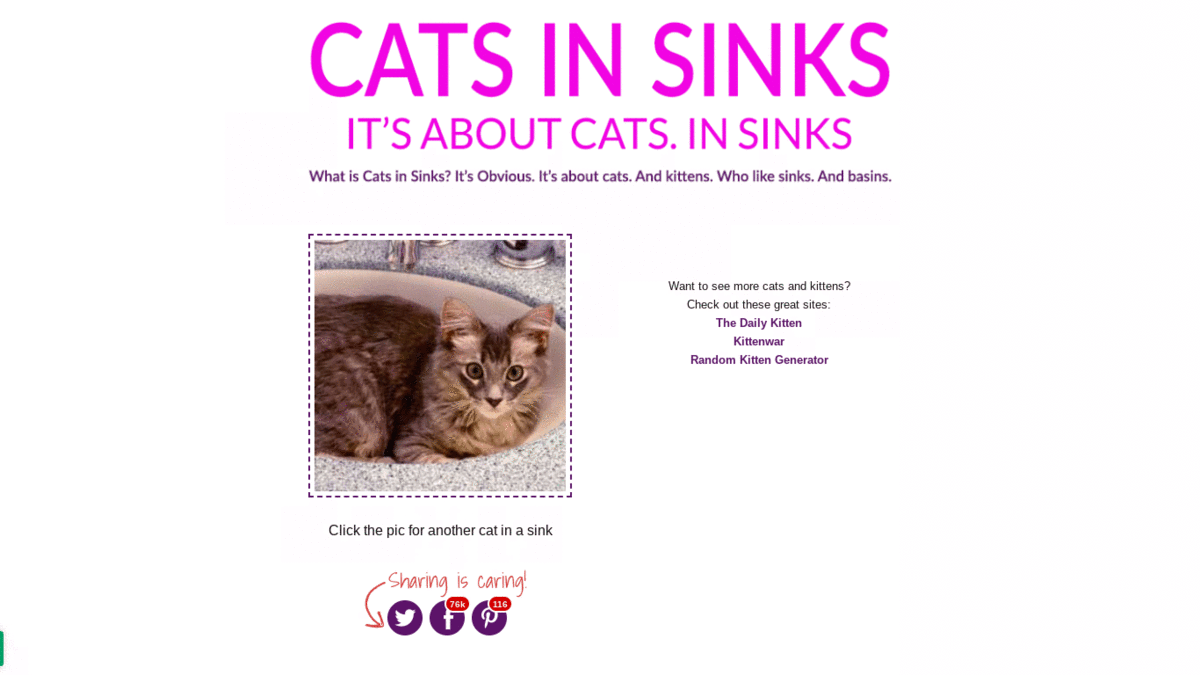 CATS IN SINKS
IT'S ABOUT CATS. IN SINKS
What is Cats in Sinks? It's Obvious. It's about cats. And kittens. Who like sinks. And basins.
Want to see more cats and kittens?
Check out these great sites:
The Daily Kitten
Kittenwar
Random Kitten Generator
Click the pic for another cat in a sink
Sharing is caring!
76k
116